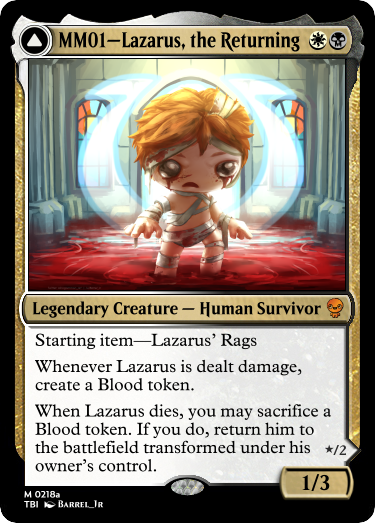 MM01—Lazarus, the Returning
Legendary Creature — Human Survivor
Starting item—Lazarus' Rags
Whenever Lazarus is dealt damage,
create a Blood token.
When Lazarus dies, you may sacrifice a
Blood token. If you do, return him to
the battlefield transformed under his
owner's control.
*/2
1/3
M 0218a
TBI BARREL_JR